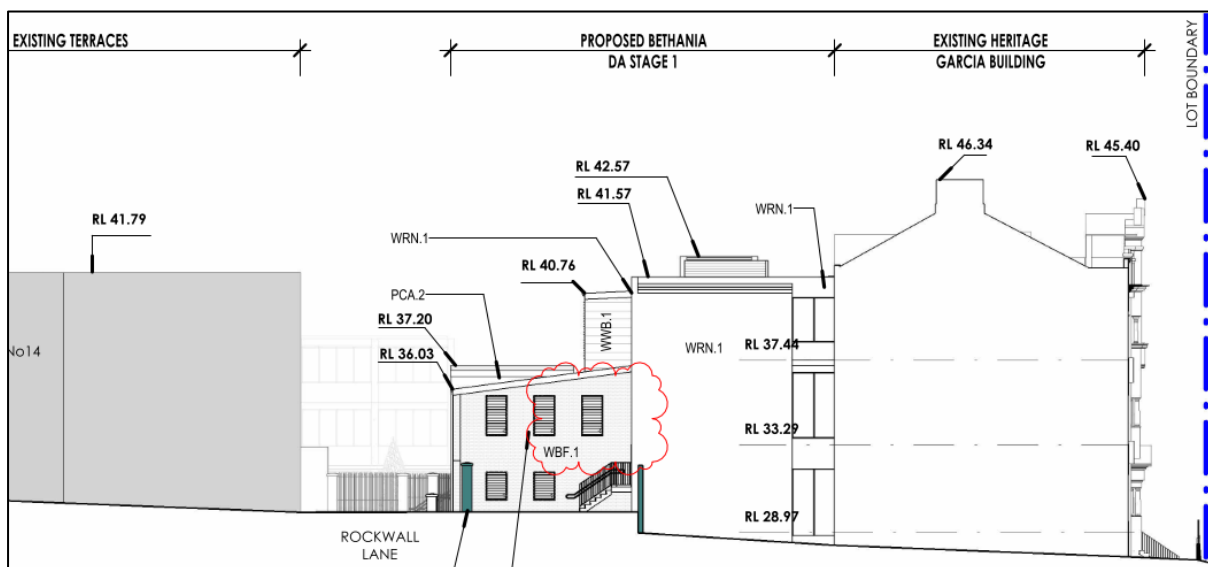 EXISTING TERRACES
PROPOSED BETHANIA
DA STAGE 1
EXISTING HERITAGE
GARCIA BUILDING
LOT BOUNDARY
RL 46.34
RL 45.40
RL 42.57
RL 41.57
WRN.1
RL 41.79
WRN.1
RL 40.76
PCA.2
RL 37.20
RL 36.03
WWB.1
WRN.1
RL 37.44
No14
RL 33.29
WBF.1
RL 28.97
ROCKWALL
LANE